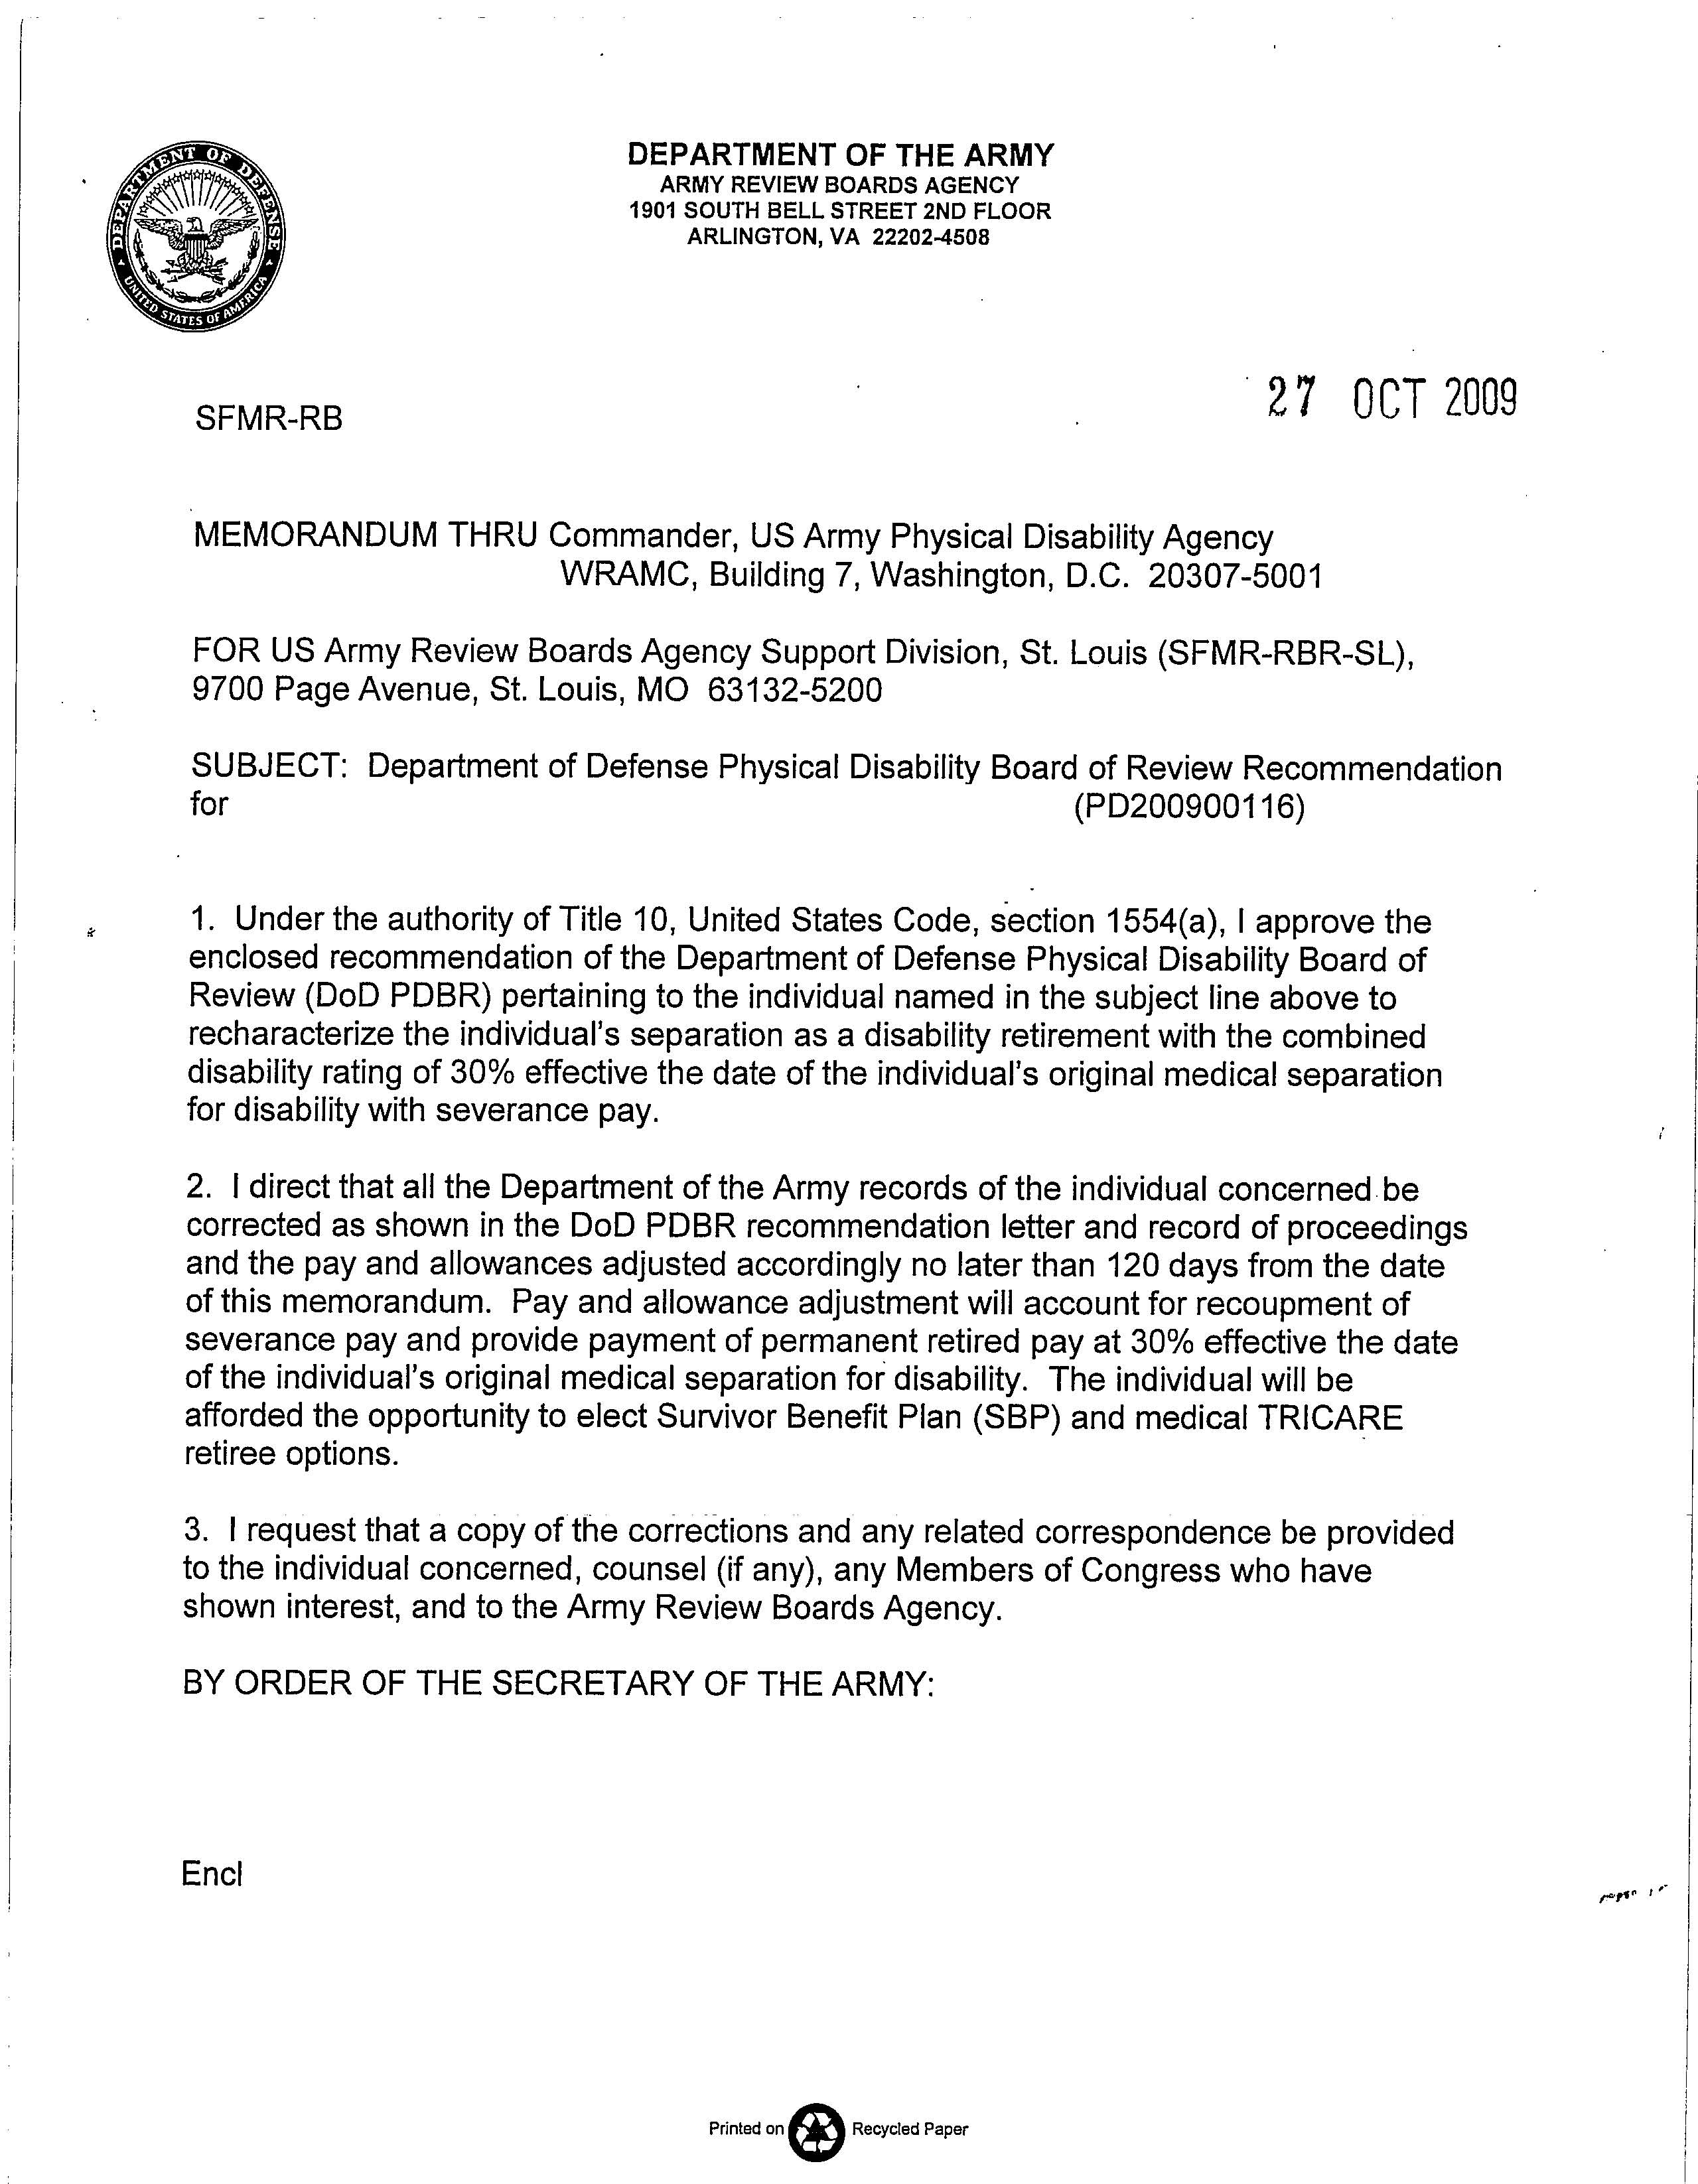 DEPARTMENT OF DEFENSE
UNITED STATES OF AMERICA
DEPARTMENT OF THE ARMY
ARMY REVIEW BOARDS AGENCY
1901 SOUTH BELL STREET 2ND FLOOR
ARLINGTON, VA 22202-4508
27 OCT 2009
SFMR-RB
MEMORANDUM THRU Commander, US Army Physical Disability Agency
WRAMC, Building 7, Washington, D.C. 20307-5001
FOR US Army Review Boards Agency Support Division, St. Louis (SFMR-RBR-SL),
9700 Page Avenue, St. Louis, MO 63132-5200
SUBJECT: Department of Defense Physical Disability Board of Review Recommendation
for (PD200900116)
1. Under the authority of Title 10, United States Code, section 1554(a), I approve the
enclosed recommendation of the Department of Defense Physical Disability Board of
Review (DoD PDBR) pertaining to the individual named in the subject line above to
recharacterize the individual's separation as a disability retirement with the combined
disability rating of 30% effective the date of the individual's original medical separation
for disability with severance pay.
2. I direct that all the Department of the Army records of the individual concerned be
corrected as shown in the DoD PDBR recommendation letter and record of proceedings
and the pay and allowances adjusted accordingly no later than 120 days from the date
of this memorandum. Pay and allowance adjustment will account for recoupment of
severance pay and provide payment of permanent retired pay at 30% effective the date
of the individual's original medical separation for disability. The individual will be
afforded the opportunity to elect Survivor Benefit Plan (SBP) and medical TRICARE
retiree options.
3. I request that a copy of the corrections and any related correspondence be provided
to the individual concerned, counsel (if any), any Members of Congress who have
shown interest, and to the Army Review Boards Agency.
BY ORDER OF THE SECRETARY OF THE ARMY:
Encl
Printed on Recycled Paper